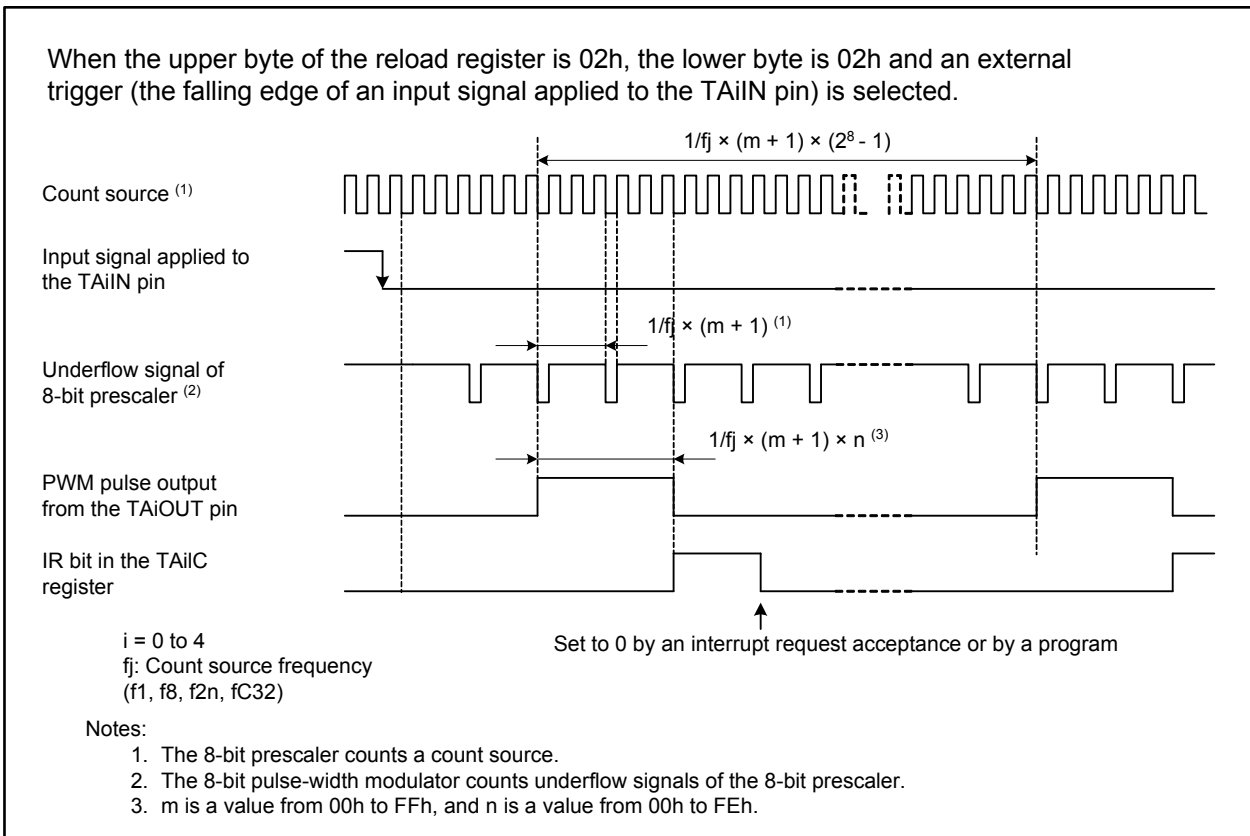 When the upper byte of the reload register is 02h, the lower byte is 02h and an external
trigger (the falling edge of an input signal applied to the TAiIN pin) is selected.
1/fj × (m + 1) × (2⁸ - 1)
Count source (1)
Input signal applied to
the TAiIN pin
1/fj × (m + 1) (1)
Underflow signal of
8-bit prescaler (2)
1/fj × (m + 1) × n (3)
PWM pulse output
from the TAiOUT pin
IR bit in the TAiIC
register
i = 0 to 4
fj: Count source frequency
(f1, f8, f2n, fC32)
Set to 0 by an interrupt request acceptance or by a program
Notes:
1. The 8-bit prescaler counts a count source.
2. The 8-bit pulse-width modulator counts underflow signals of the 8-bit prescaler.
3. m is a value from 00h to FFh, and n is a value from 00h to FEh.